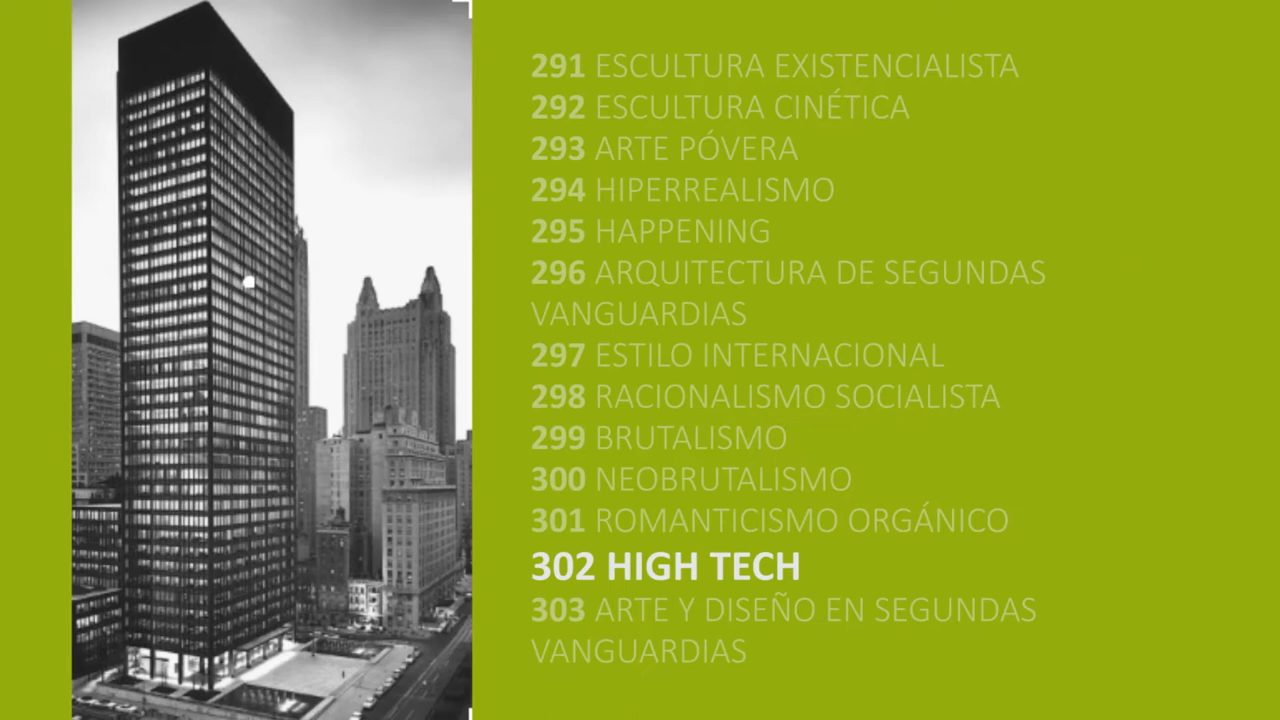 291 ESCULTURA EXISTENCIALISTA
292 ESCULTURA CINÉTICA
293 ARTE PÓVERA
294 HIPERREALISMO
295 HAPPENING
296 ARQUITECTURA DE SEGUNDAS
VANGUARDIAS
297 ESTILO INTERNACIONAL
298 RACIONALISMO SOCIALISTA
299 BRUTALISMO
300 NEOBRUTALISMO
301 ROMANTICISMO ORGÁNICO
302 HIGH TECH
303 ARTE Y DISEÑO EN SEGUNDAS
VANGUARDIAS